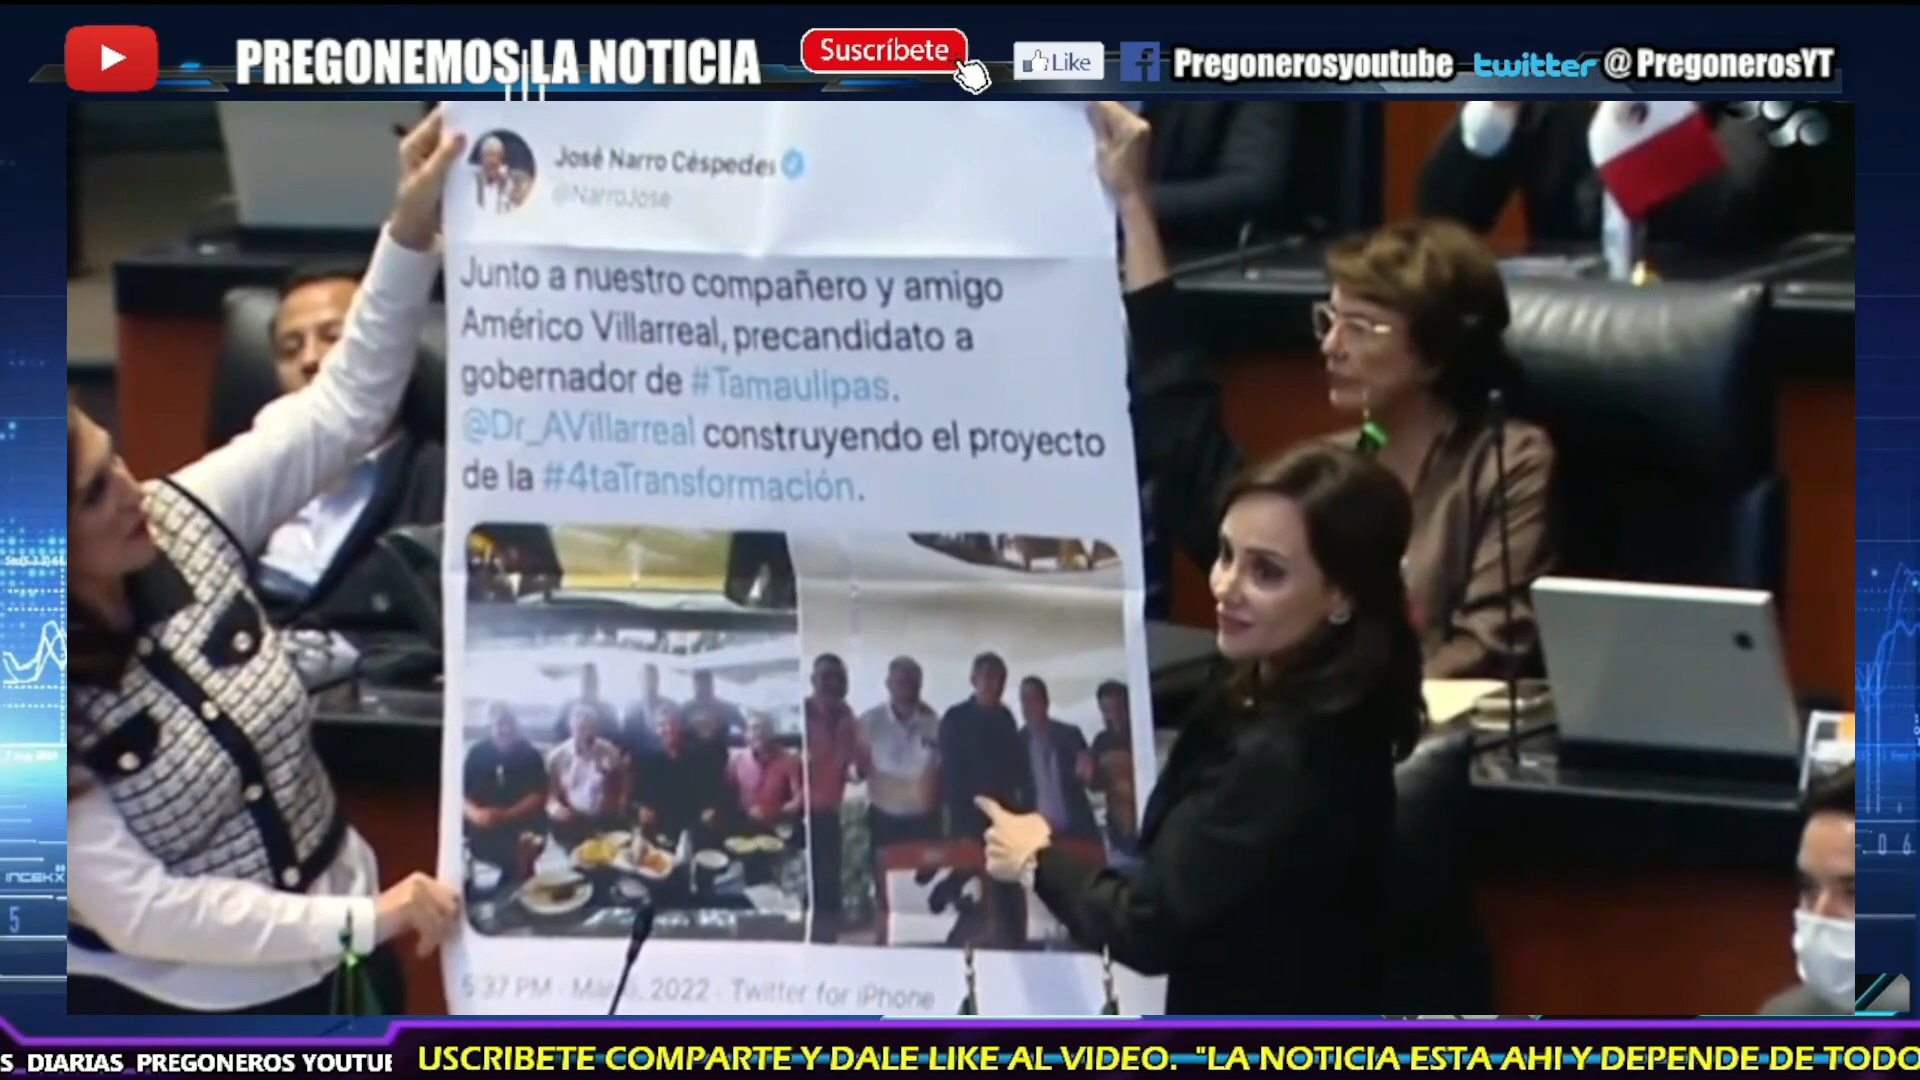 PREGONEMOS LA NOTICIA
Suscríbete
Like
Pregonerosyoutube
twitter @PregonerosYT
José Narro Céspedes
@NarroJose
Junto a nuestro compañero y amigo
Américo Villarreal, precandidato a
gobernador de #Tamaulipas.
@Dr_AVillarreal construyendo el proyecto
de la #4taTransformación.
5:37 PM · 2022 · Twitter for iPhone
S DIARIAS PREGONEROS YOUTUE
USCRIBETE COMPARTE Y DALE LIKE AL VIDEO. "LA NOTICIA ESTA AHI Y DEPENDE DE TODO